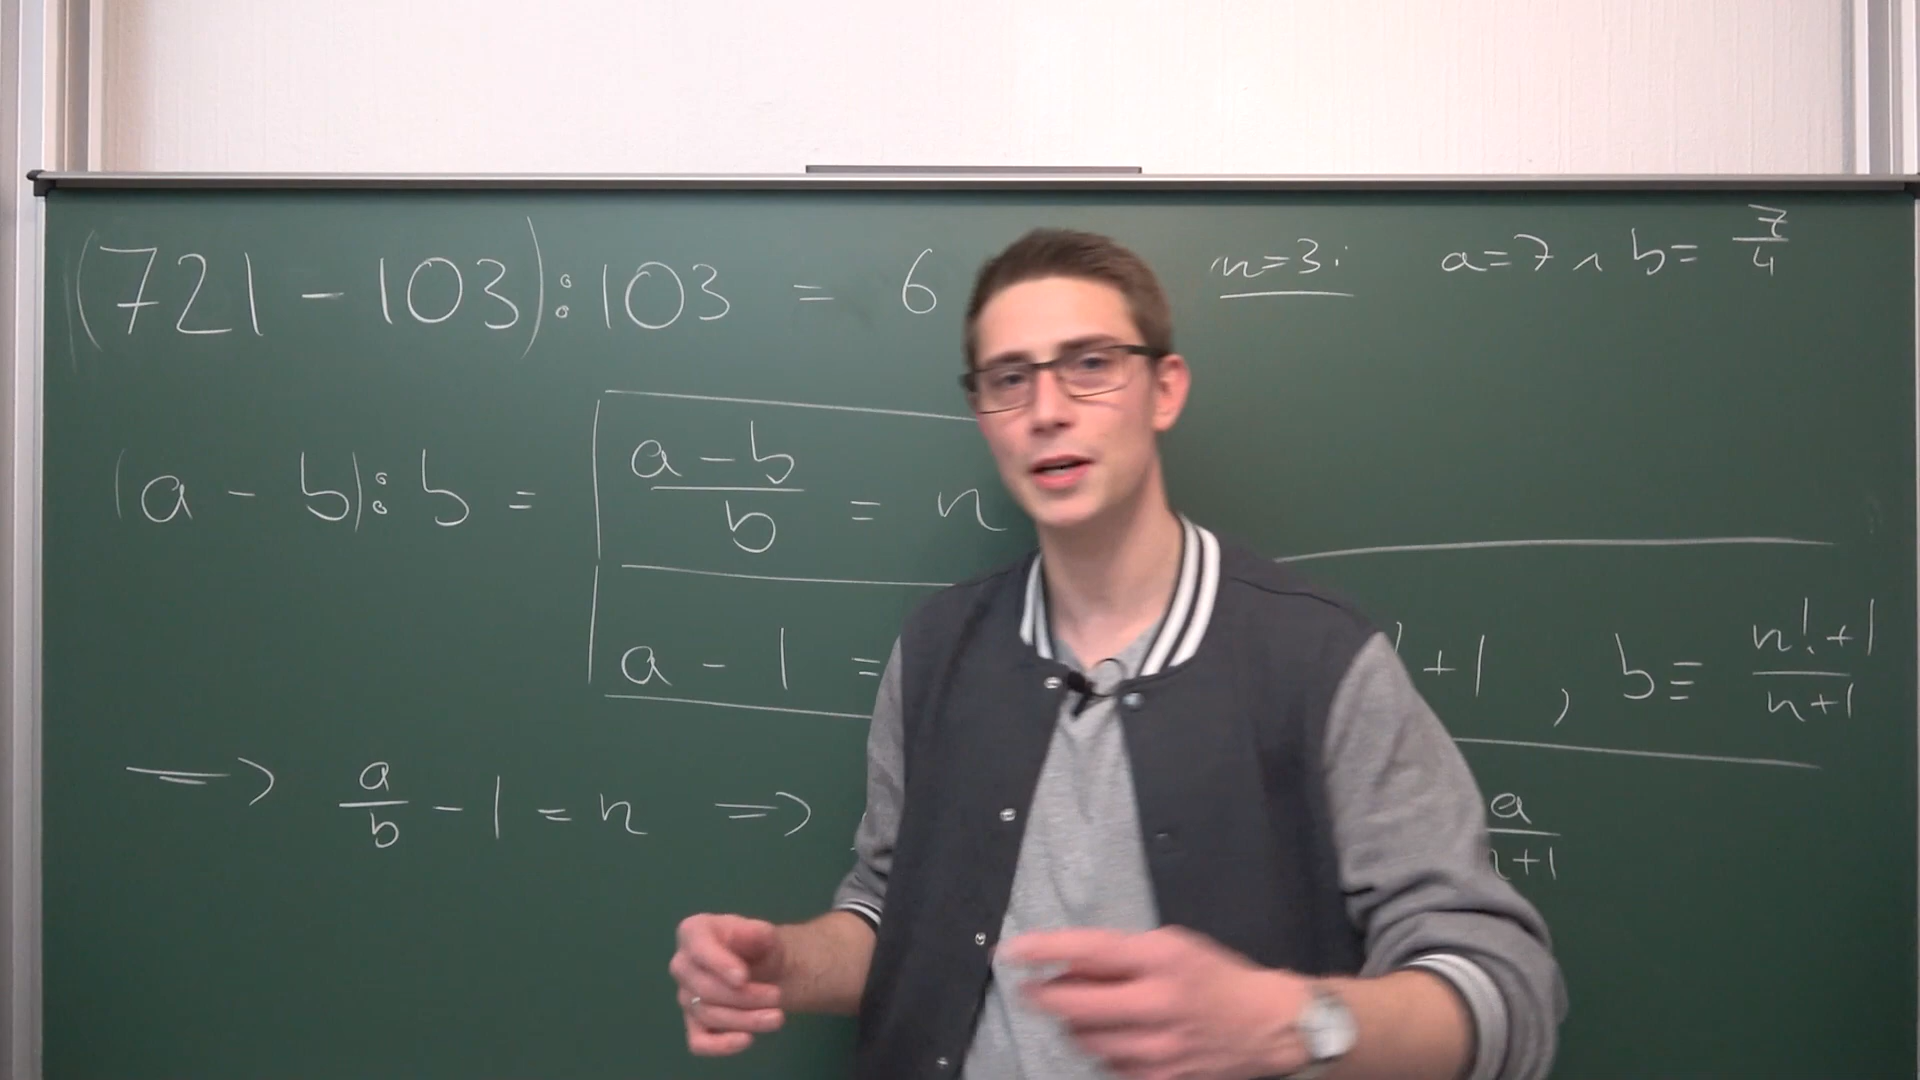 (721 - 103) : 103 = 6
n=3: a=7 ∧ b= 7/4
(a - b) : b = (a-b)/b = n
a - 1 = +1 , b ≡ (n!+1)/(n+1)
⟹ a/b - 1 = n ⟹ a/(n+1)